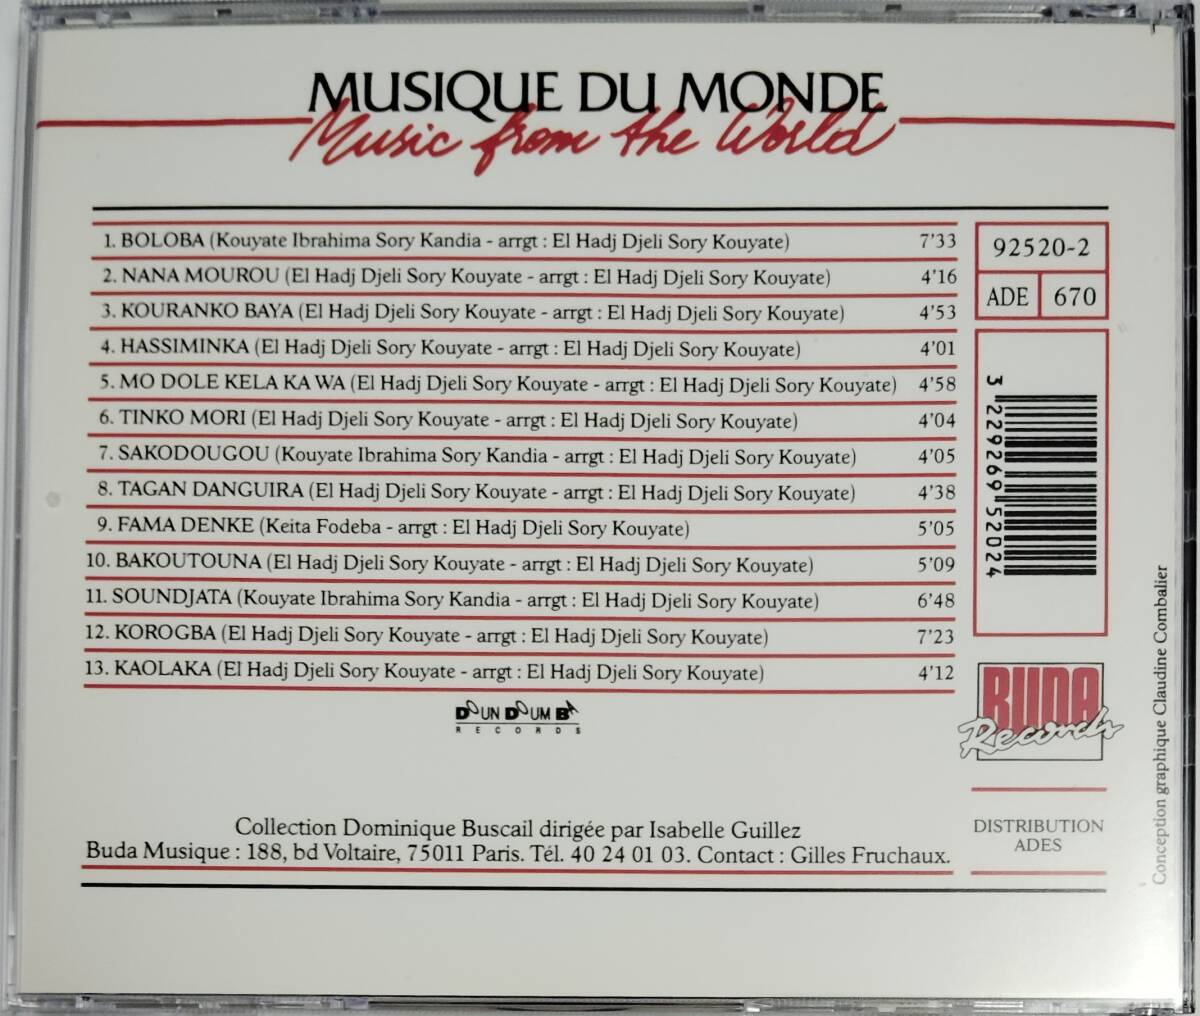 MUSIQUE DU MONDE
Music from the World
1. BOLOBA (Kouyate Ibrahima Sory Kandia - arrgt : El Hadj Djeli Sory Kouyate) 7'33
2. NANA MOUROU (El Hadj Djeli Sory Kouyate - arrgt : El Hadj Djeli Sory Kouyate) 4'16
3. KOURANKO BAYA (El Hadj Djeli Sory Kouyate - arrgt : El Hadj Djeli Sory Kouyate) 4'53
4. HASSIMINKA (El Hadj Djeli Sory Kouyate - arrgt : El Hadj Djeli Sory Kouyate) 4'01
5. MO DOLE KELA KA WA (El Hadj Djeli Sory Kouyate - arrgt : El Hadj Djeli Sory Kouyate) 4'58
6. TINKO MORI (El Hadj Djeli Sory Kouyate - arrgt : El Hadj Djeli Sory Kouyate) 4'04
7. SAKODOUGOU (Kouyate Ibrahima Sory Kandia - arrgt : El Hadj Djeli Sory Kouyate) 4'05
8. TAGAN DANGUIRA (El Hadj Djeli Sory Kouyate - arrgt : El Hadj Djeli Sory Kouyate) 4'38
9. FAMA DENKE (Keita Fodeba - arrgt : El Hadj Djeli Sory Kouyate) 5'05
10. BAKOUTOUNA (El Hadj Djeli Sory Kouyate - arrgt : El Hadj Djeli Sory Kouyate) 5'09
11. SOUNDJATA (Kouyate Ibrahima Sory Kandia - arrgt : El Hadj Djeli Sory Kouyate) 6'48
12. KOROGBA (El Hadj Djeli Sory Kouyate - arrgt : El Hadj Djeli Sory Kouyate) 7'23
13. KAOLAKA (El Hadj Djeli Sory Kouyate - arrgt : El Hadj Djeli Sory Kouyate) 4'12
DOUN DOUM BA
RECORDS
Collection Dominique Buscail dirigée par Isabelle Guillez
Buda Musique : 188, bd Voltaire, 75011 Paris. Tél. 40 24 01 03. Contact : Gilles Fruchaux.
92520-2
ADE 670
3 229269 52024
BUDA
Records
DISTRIBUTION
ADES
Conception graphique Claudine Combalier